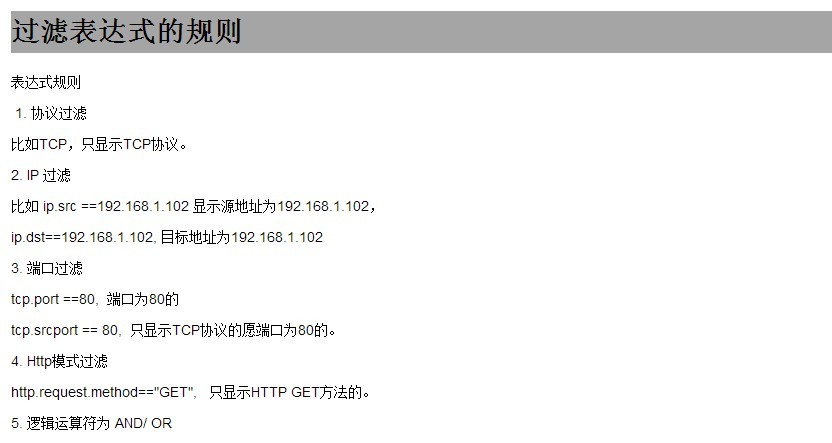 过滤表达式的规则
表达式规则
1. 协议过滤
比如TCP，只显示TCP协议。
2. IP 过滤
比如 ip.src ==192.168.1.102 显示源地址为192.168.1.102，
ip.dst==192.168.1.102, 目标地址为192.168.1.102
3. 端口过滤
tcp.port ==80,  端口为80的
tcp.srcport == 80,  只显示TCP协议的愿端口为80的。
4. Http模式过滤
http.request.method=="GET",   只显示HTTP GET方法的。
5. 逻辑运算符为 AND/ OR